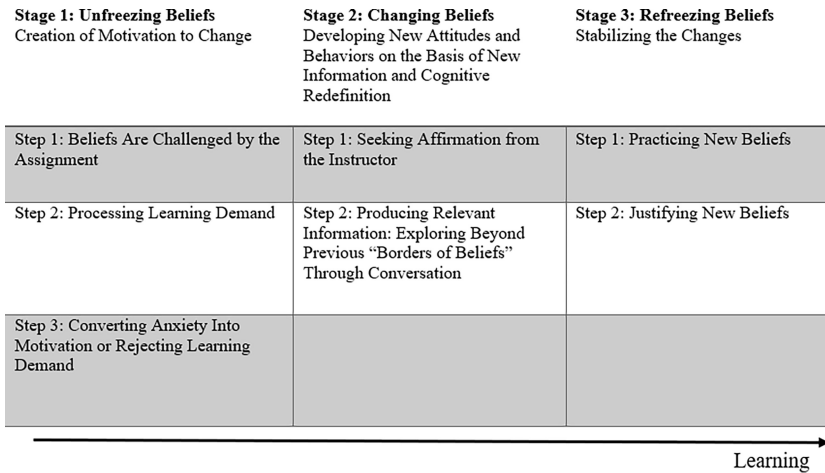 Stage 1: Unfreezing Beliefs
Creation of Motivation to Change
Stage 2: Changing Beliefs
Developing New Attitudes and
Behaviors on the Basis of New
Information and Cognitive
Redefinition
Stage 3: Refreezing Beliefs
Stabilizing the Changes
Step 1: Beliefs Are Challenged by the
Assignment
Step 1: Seeking Affirmation from
the Instructor
Step 1: Practicing New Beliefs
Step 2: Processing Learning Demand
Step 2: Producing Relevant
Information: Exploring Beyond
Previous “Borders of Beliefs”
Through Conversation
Step 2: Justifying New Beliefs
Step 3: Converting Anxiety Into
Motivation or Rejecting Learning
Demand
Learning